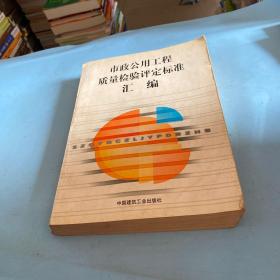 市政公用工程
质量检验评定标准
汇编
中国建筑工业出版社